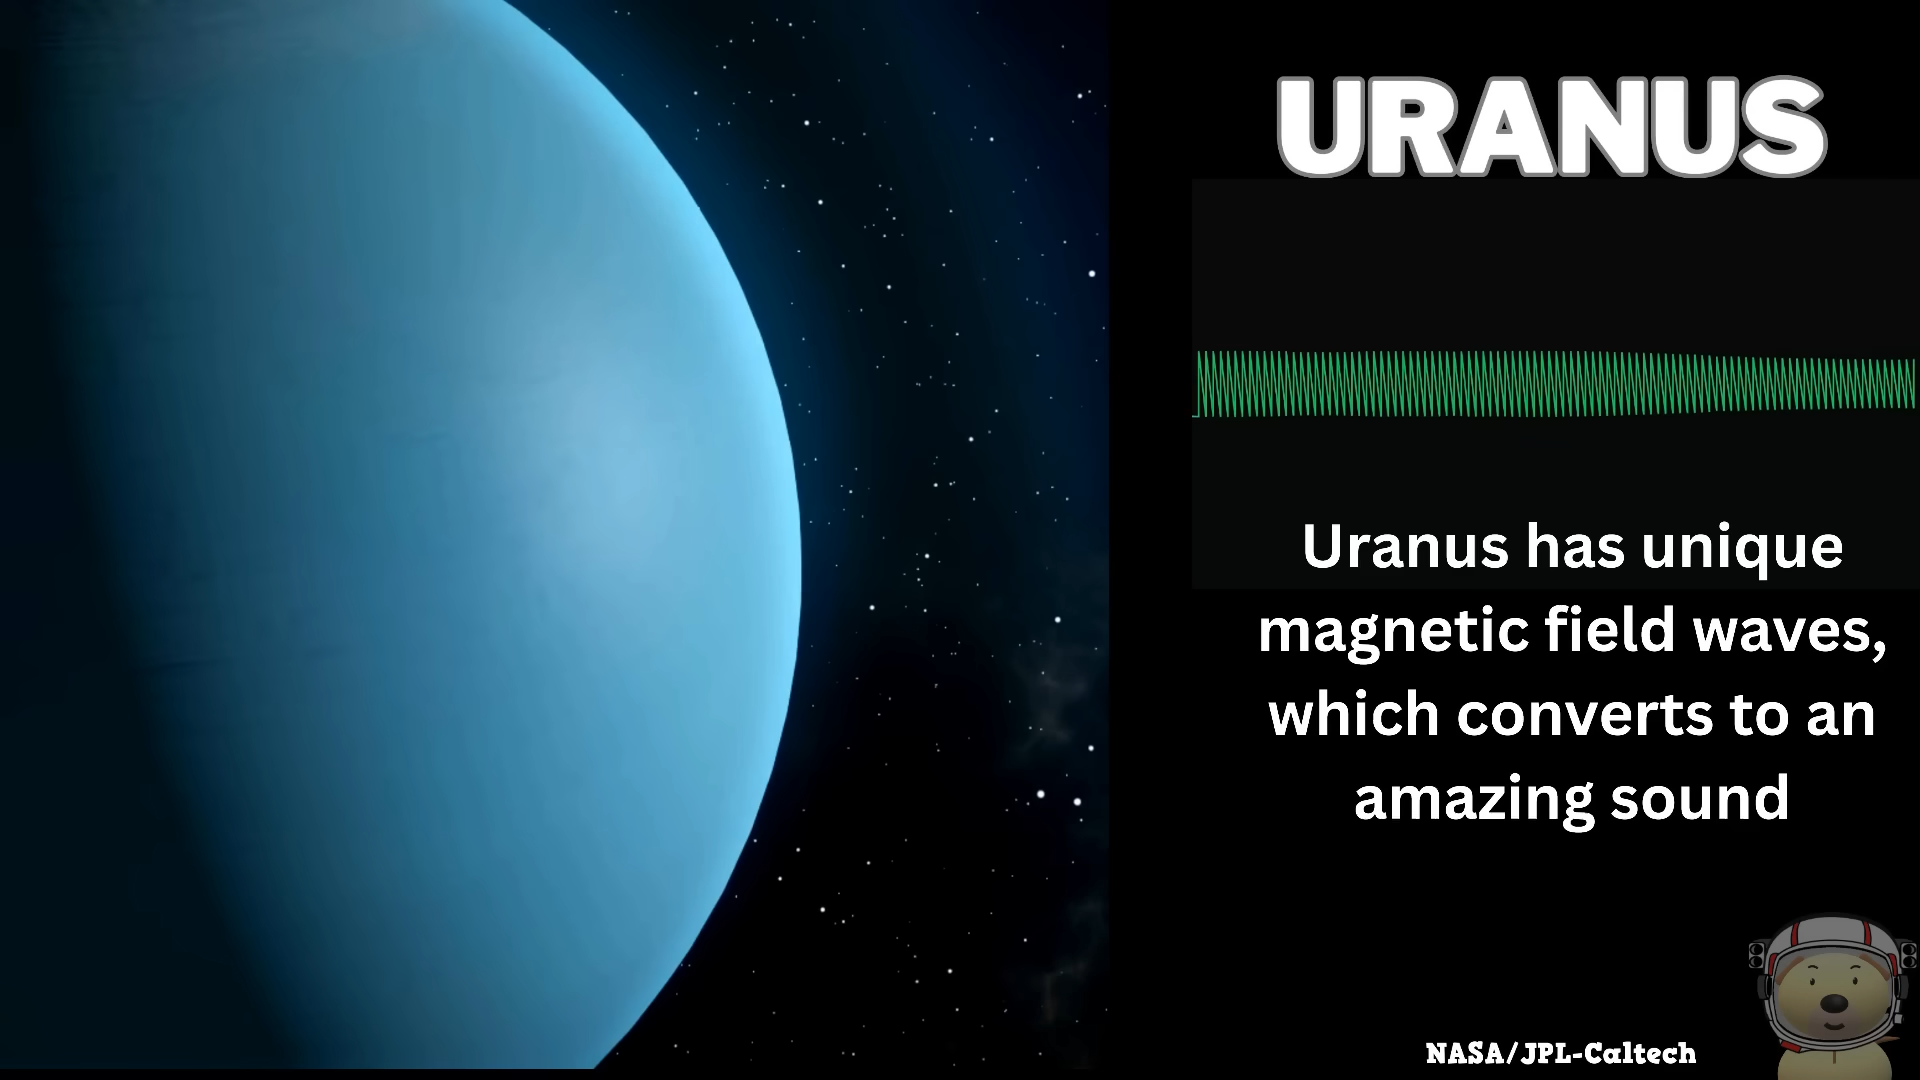 URANUS
Uranus has unique
magnetic field waves,
which converts to an
amazing sound
NASA/JPL-Caltech